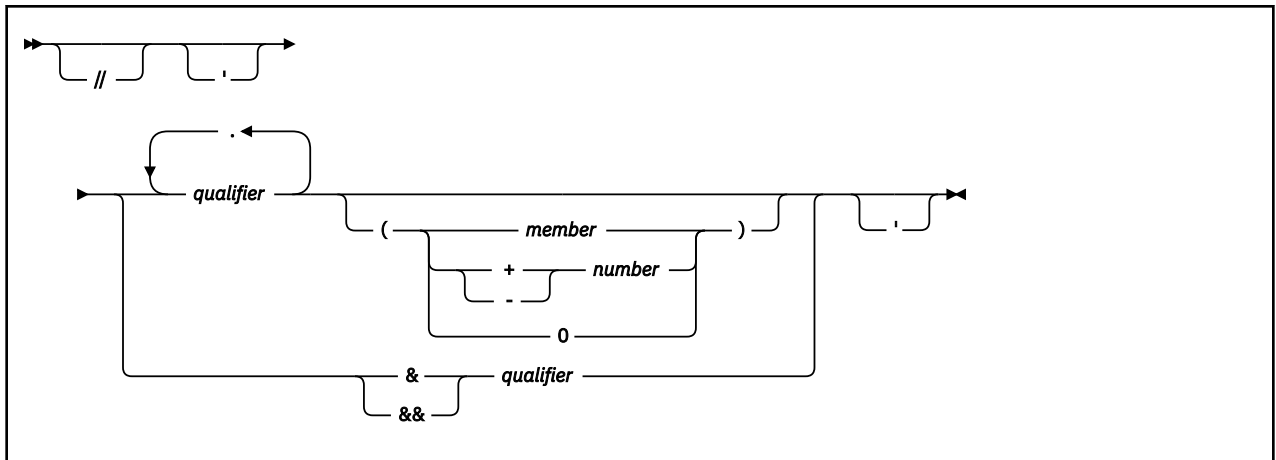 // '
.
qualifier
( member ) '
+ number
-
0
& qualifier
&&